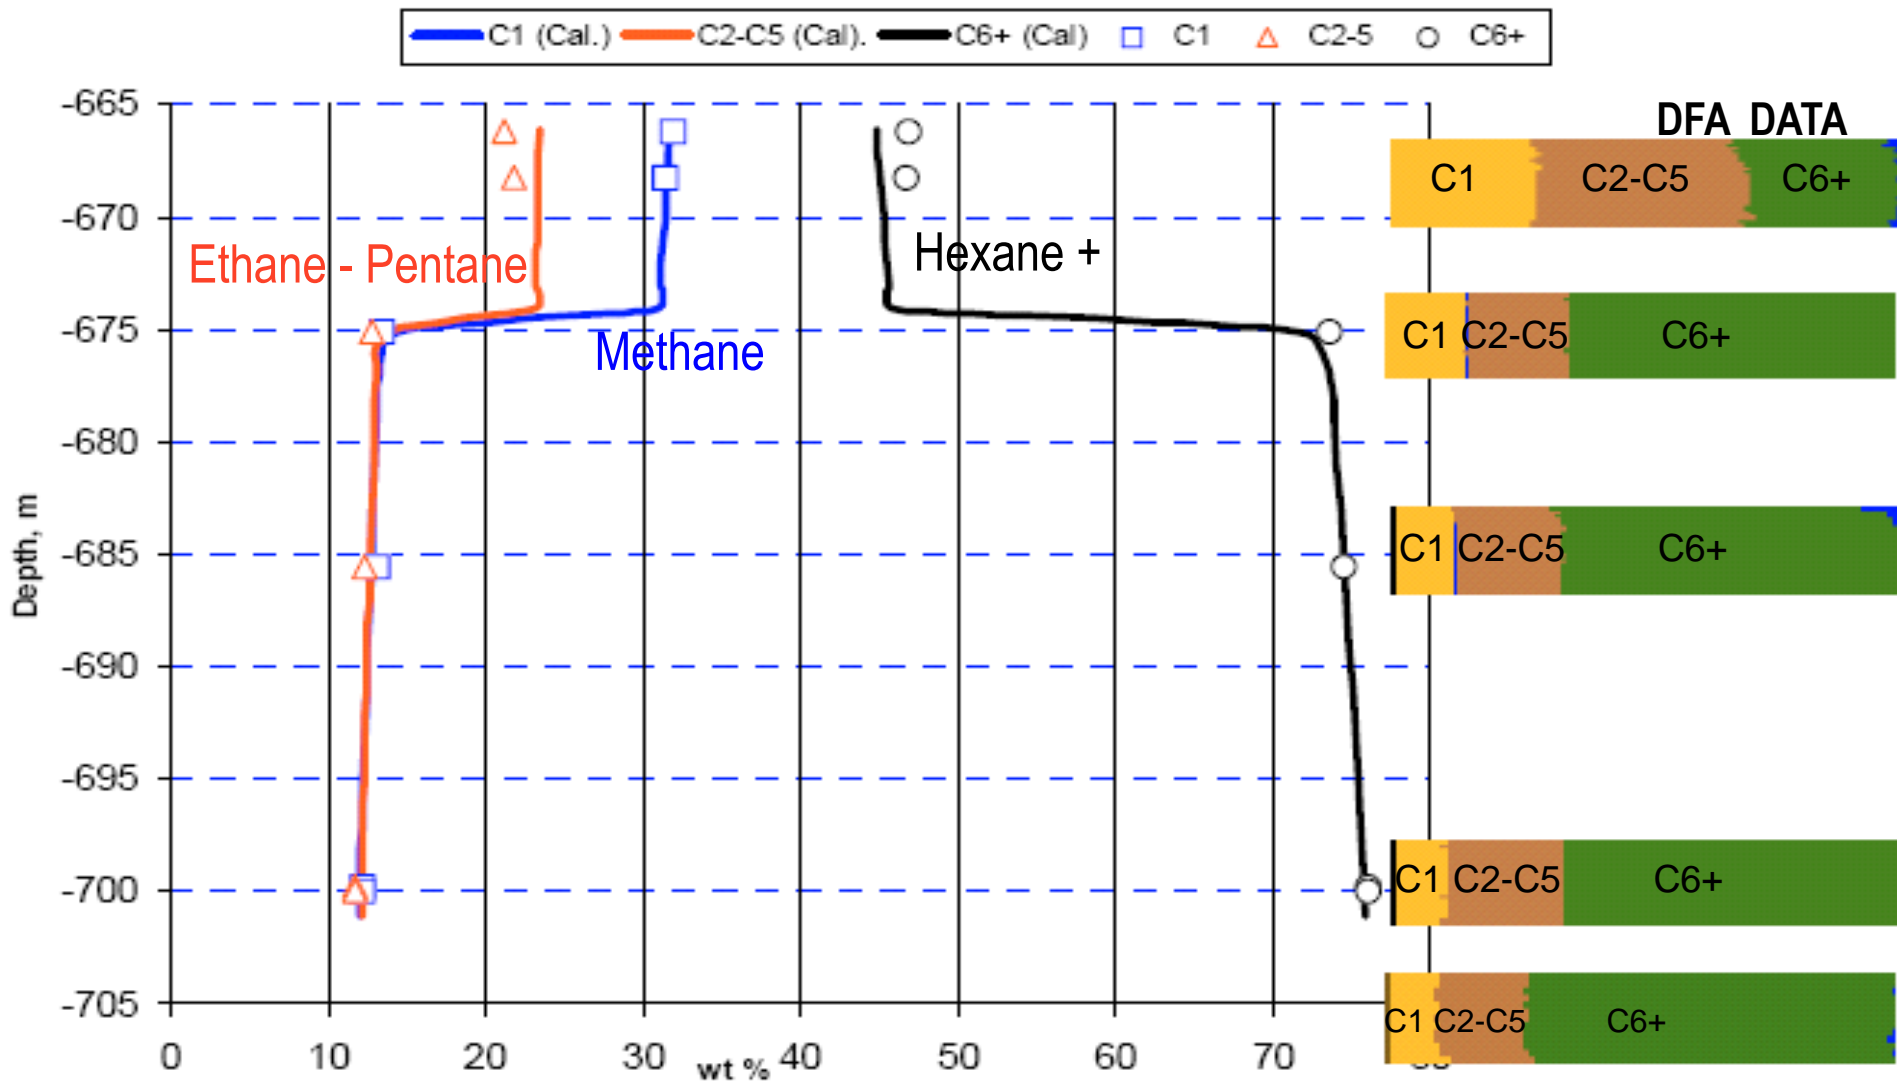 C1 (Cal.) C2-C5 (Cal). C6+ (Cal) C1 C2-5 C6+
DFA DATA
-665
C1 C2-C5 C6+
-670
Ethane - Pentane
Hexane +
-675
C1 C2-C5 C6+
Methane
-680
Depth, m
-685
C1 C2-C5 C6+
-690
-695
-700
C1 C2-C5 C6+
-705
C1 C2-C5 C6+
0 10 20 30 40 50 60 70
wt %